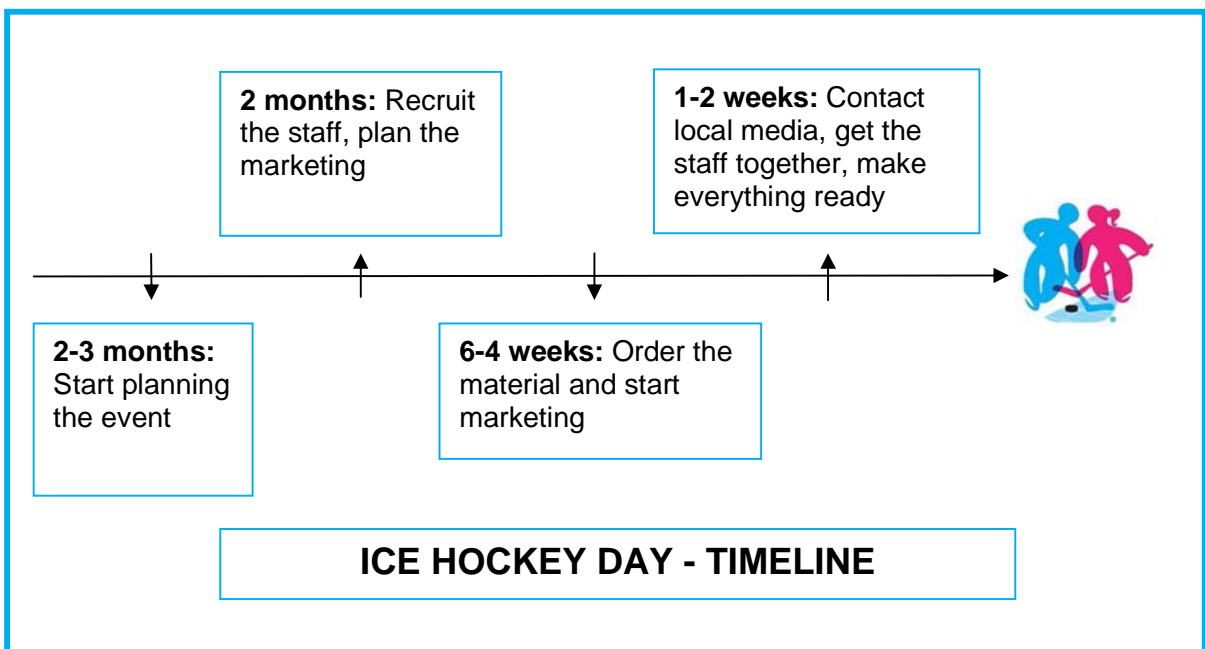 2 months: Recruit
the staff, plan the
marketing
1-2 weeks: Contact
local media, get the
staff together, make
everything ready
2-3 months:
Start planning
the event
6-4 weeks: Order the
material and start
marketing
ICE HOCKEY DAY - TIMELINE